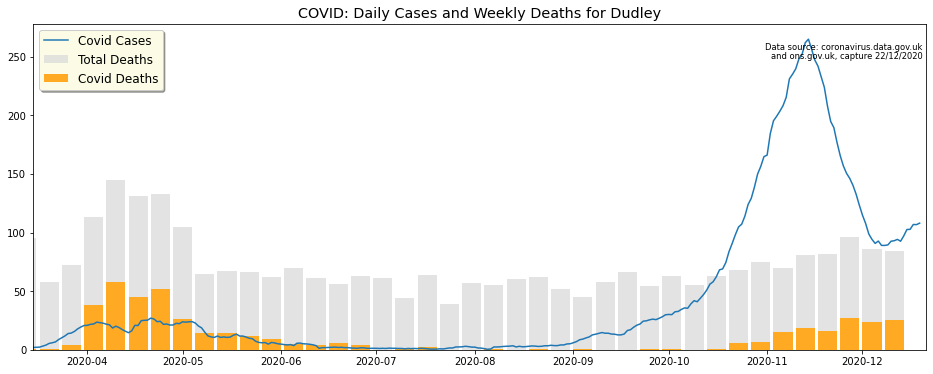 COVID: Daily Cases and Weekly Deaths for Dudley
Covid Cases
Total Deaths
Covid Deaths
Data source: coronavirus.data.gov.uk
and ons.gov.uk, capture 22/12/2020
250
200
150
100
50
0
2020-04 2020-05 2020-06 2020-07 2020-08 2020-09 2020-10 2020-11 2020-12